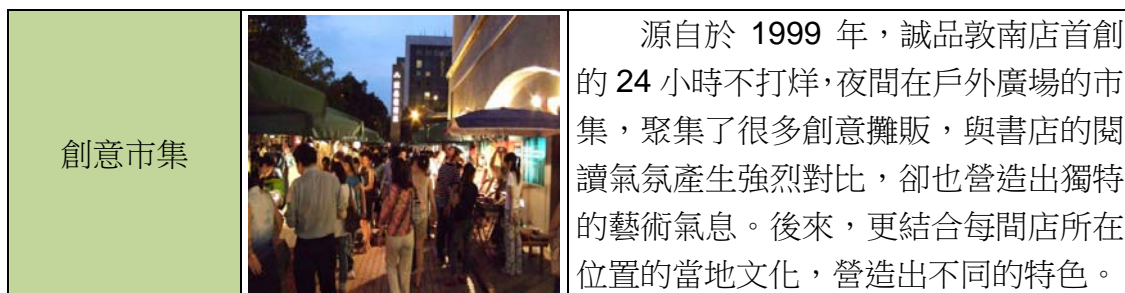 創意市集
源自於 1999 年，誠品敦南店首創
的 24 小時不打烊，夜間在戶外廣場的市
集，聚集了很多創意攤販，與書店的閱
讀氣氛產生強烈對比，卻也營造出獨特
的藝術氣息。後來，更結合每間店所在
位置的當地文化，營造出不同的特色。